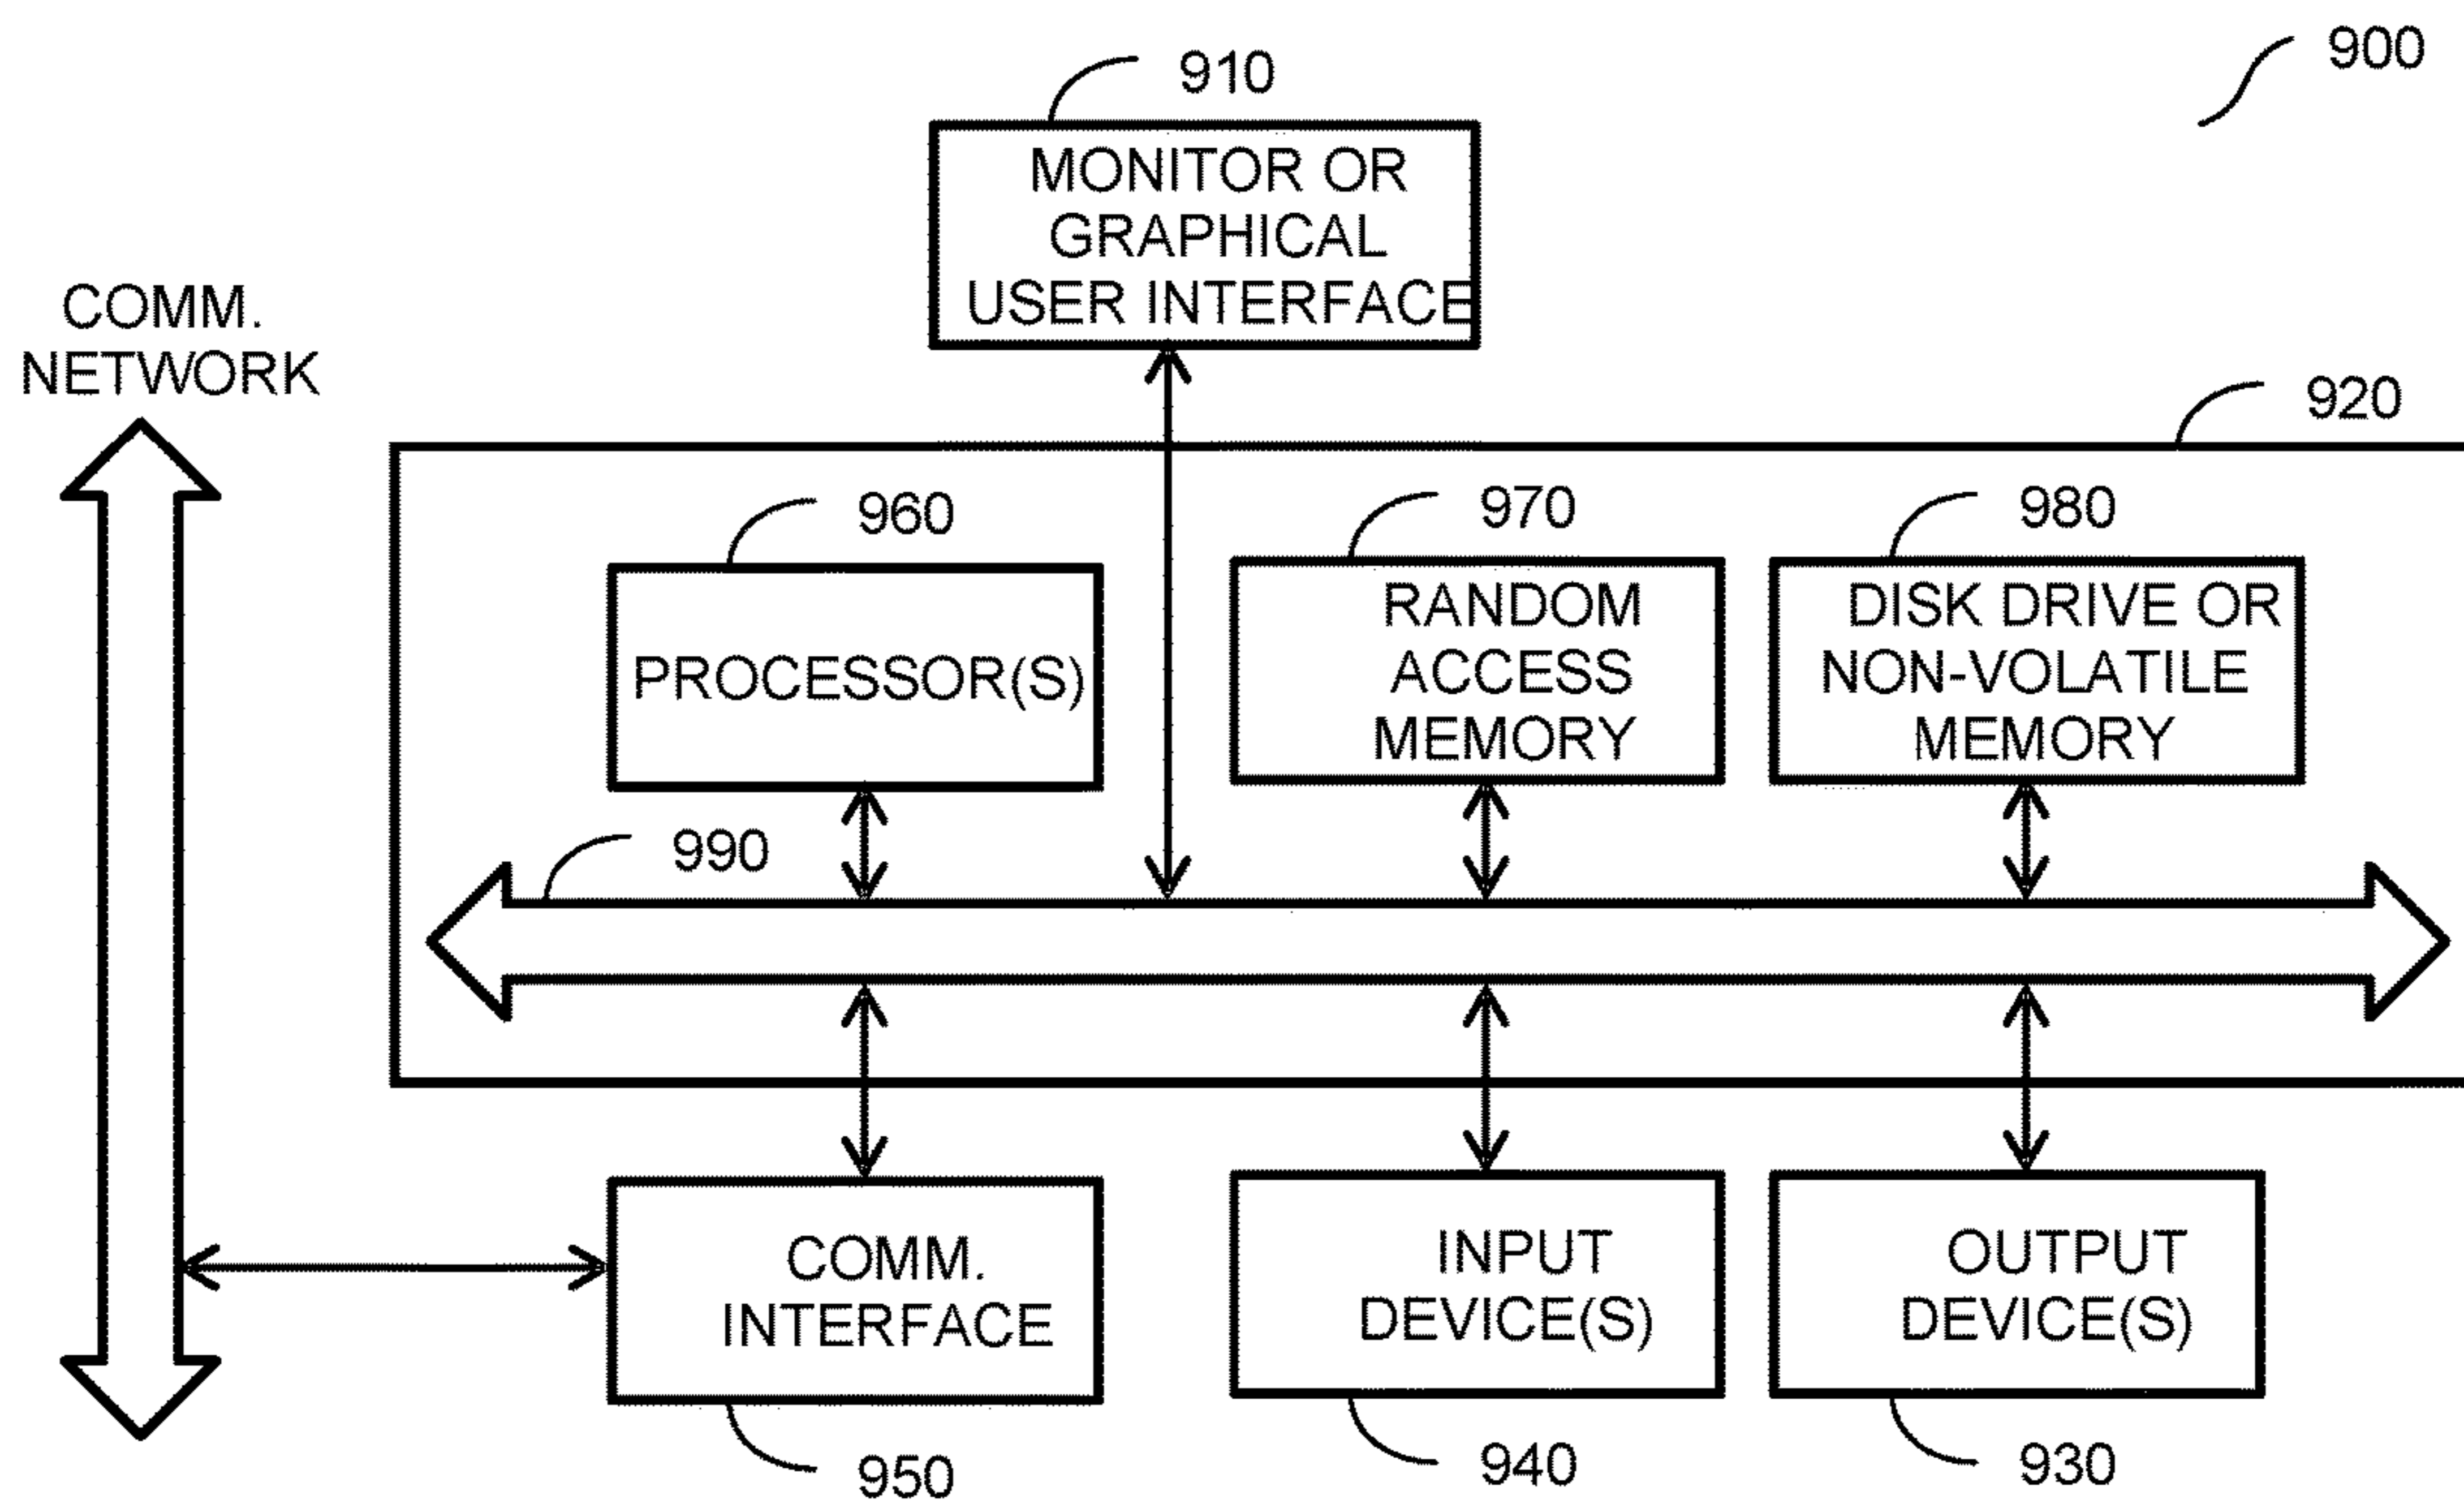 900
910
MONITOR OR
GRAPHICAL
USER INTERFACE
COMM.
NETWORK
920
960
970
980
PROCESSOR(S)
RANDOM
ACCESS
MEMORY
DISK DRIVE OR
NON-VOLATILE
MEMORY
990
COMM.
INTERFACE
INPUT
DEVICE(S)
OUTPUT
DEVICE(S)
950
940
930